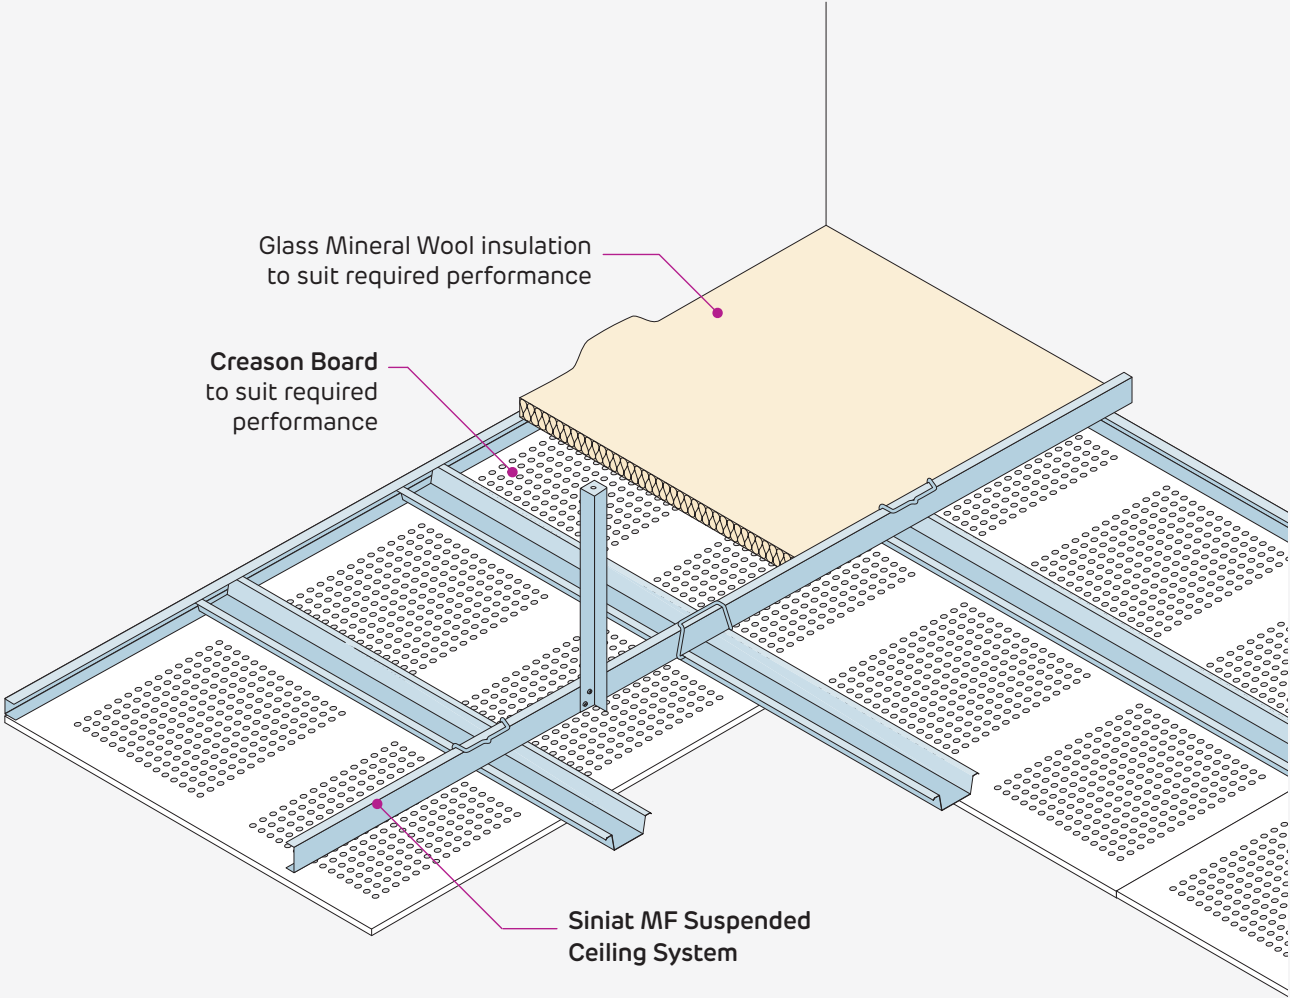 Glass Mineral Wool insulation
to suit required performance
Creason Board
to suit required
performance
Siniat MF Suspended
Ceiling System